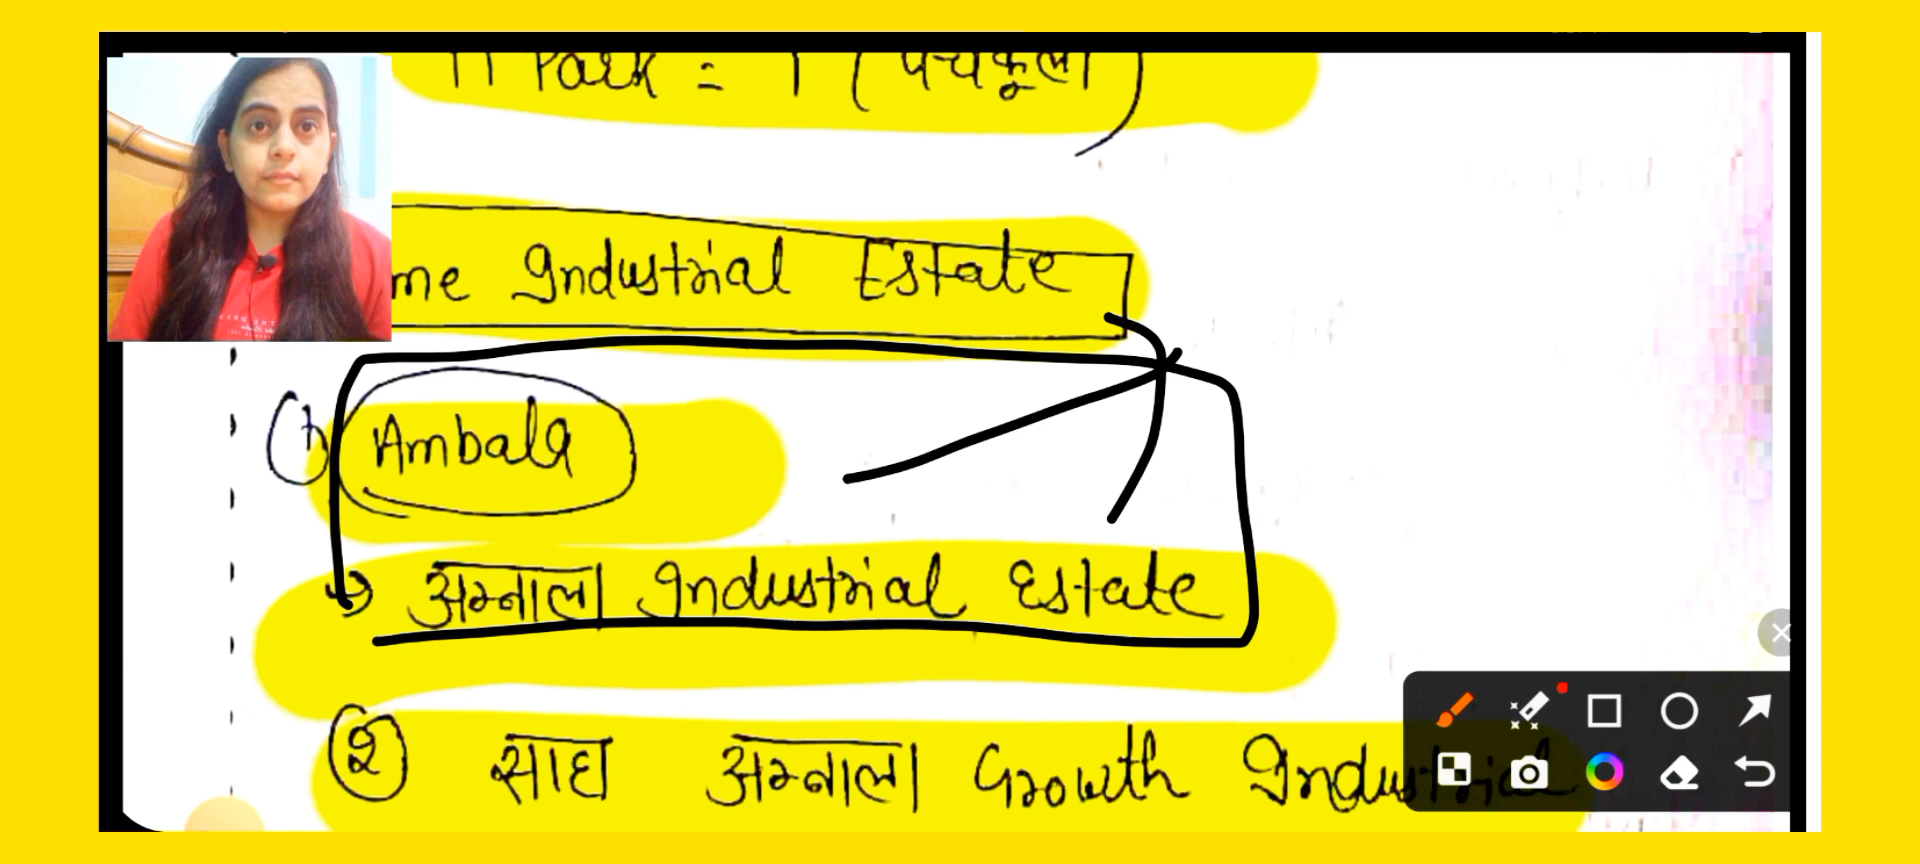 IT Park = 1 (पंचकूला)
me Industrial Estate
1 Ambala
→ अम्बाला Industrial Estate
2 साहा अम्बाला Growth Industrial